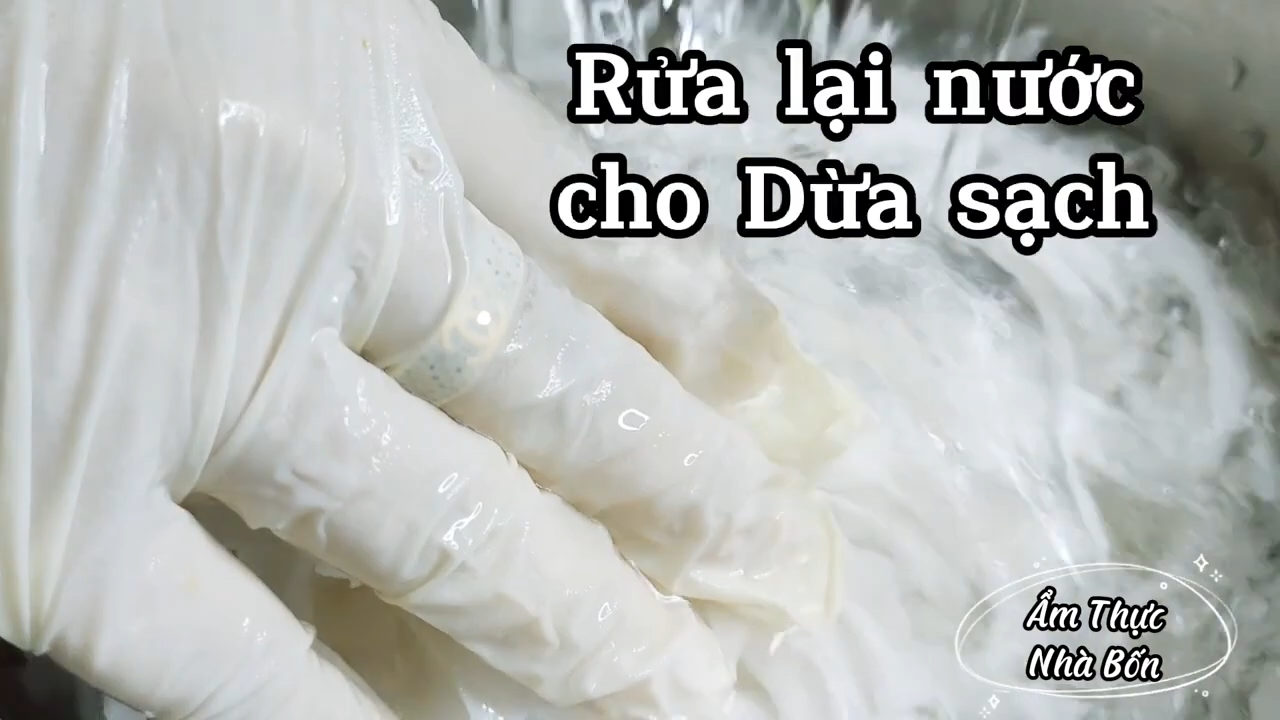 Rửa lại nước
cho Dừa sạch
Ẩm Thực
Nhà Bốn